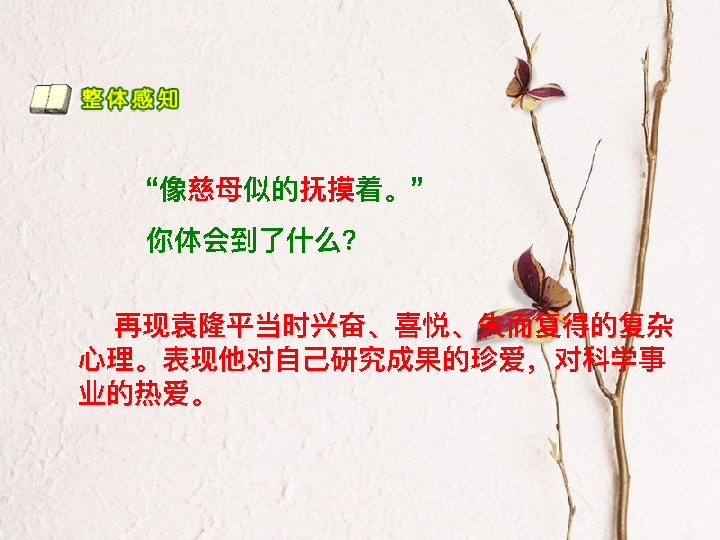 整体感知
“像慈母似的抚摸着。”
你体会到了什么？
再现袁隆平当时兴奋、喜悦、失而复得的复杂
心理。表现他对自己研究成果的珍爱，对科学事
业的热爱。